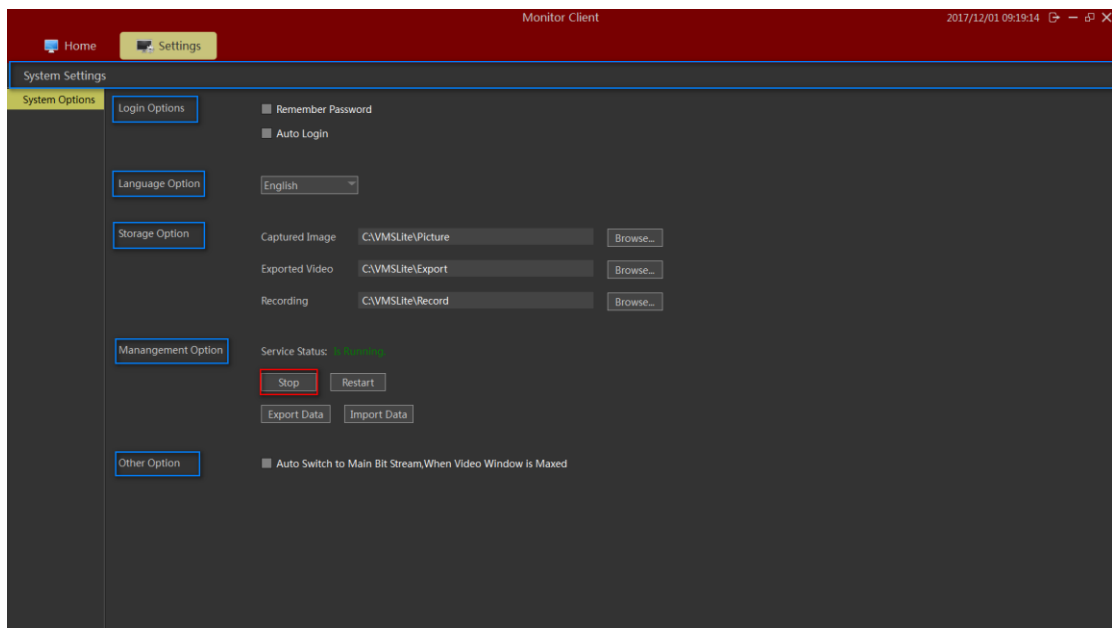 Monitor Client
2017/12/01 09:19:14
Home
Settings
System Settings
System Options
Login Options
Remember Password
Auto Login
Language Option
English
Storage Option
Captured Image C:\VMSLite\Picture Browse...
Exported Video C:\VMSLite\Export Browse...
Recording C:\VMSLite\Record Browse...
Manangement Option
Service Status: Is Running.
Stop Restart
Export Data Import Data
Other Option
Auto Switch to Main Bit Stream,When Video Window is Maxed